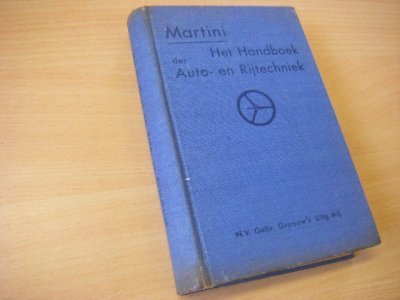 Martini
Het Handboek
der
Auto- en Rijtechniek
N.V. Gebr. Graauw's Uitg. Mij.